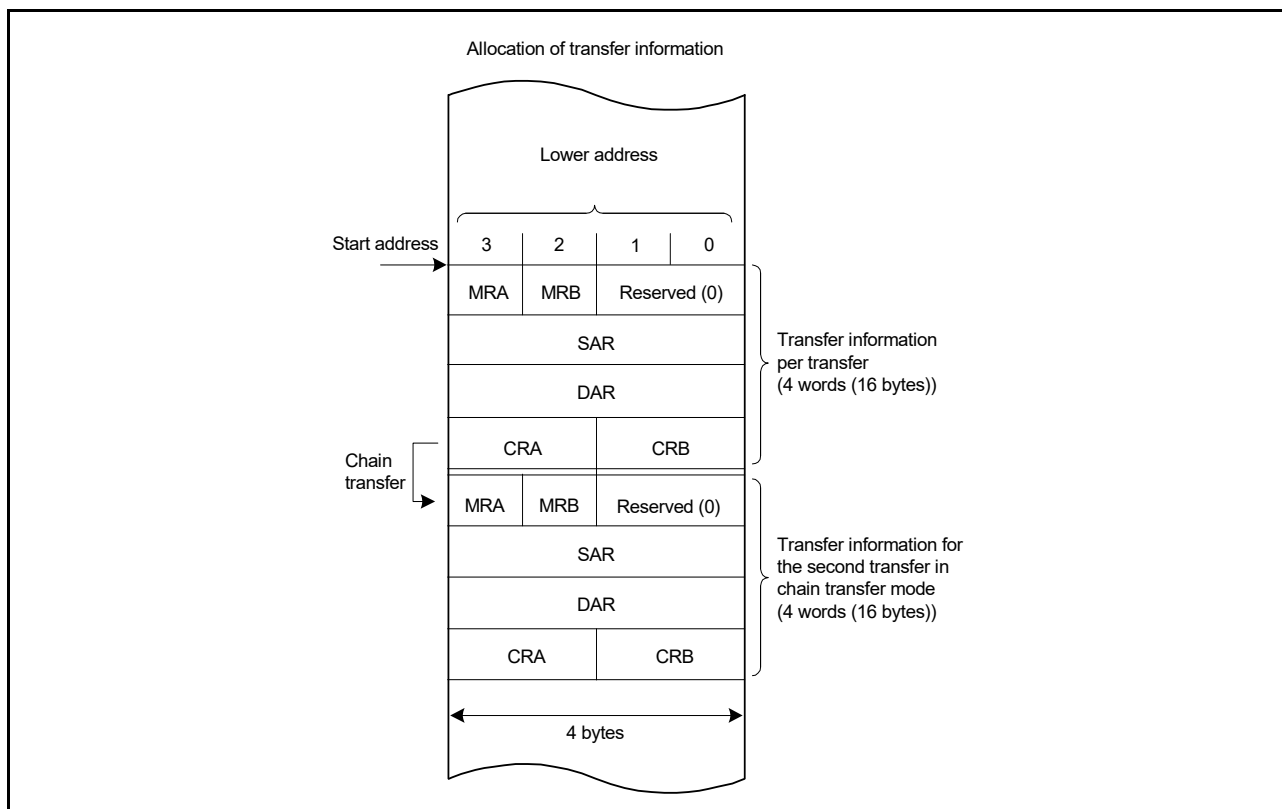 Allocation of transfer information
Lower address
Start address
3 2 1 0
MRA MRB Reserved (0)
SAR
DAR
CRA CRB
Transfer information
per transfer
(4 words (16 bytes))
Chain
transfer
MRA MRB Reserved (0)
SAR
DAR
CRA CRB
Transfer information for
the second transfer in
chain transfer mode
(4 words (16 bytes))
4 bytes